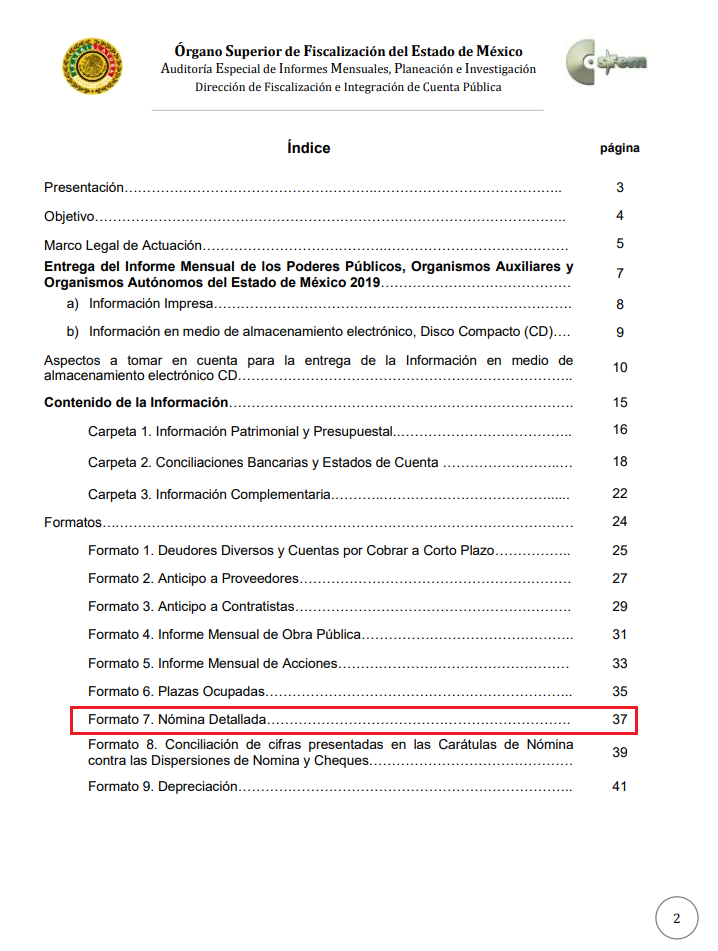 Órgano Superior de Fiscalización del Estado de México
Auditoría Especial de Informes Mensuales, Planeación e Investigación
Dirección de Fiscalización e Integración de Cuenta Pública
osfem
Índice página
Presentación……………………………………………………………………………….. 3
Objetivo…………………………………………………………………………………….. 4
Marco Legal de Actuación………………………………………………………………… 5
Entrega del Informe Mensual de los Poderes Públicos, Organismos Auxiliares y
Organismos Autónomos del Estado de México 2019…………………………………… 7
a) Información Impresa…………………………………………………………………….. 8
b) Información en medio de almacenamiento electrónico, Disco Compacto (CD)…. 9
Aspectos a tomar en cuenta para la entrega de la Información en medio de
almacenamiento electrónico CD……………………………………………………….. 10
Contenido de la Información……………………………………………………………… 15
Carpeta 1. Información Patrimonial y Presupuestal.……………………………….. 16
Carpeta 2. Conciliaciones Bancarias y Estados de Cuenta ……………………..… 18
Carpeta 3. Información Complementaria……………………………………………...... 22
Formatos……………………………………………………………………………………… 24
Formato 1. Deudores Diversos y Cuentas por Cobrar a Corto Plazo…………….. 25
Formato 2. Anticipo a Proveedores……………………………………………………… 27
Formato 3. Anticipo a Contratistas………………………………………………………. 29
Formato 4. Informe Mensual de Obra Pública………………………………………….. 31
Formato 5. Informe Mensual de Acciones……………………………………………… 33
Formato 6. Plazas Ocupadas…………………………………………………………….. 35
Formato 7. Nómina Detallada……………………………………………………………. 37
Formato 8. Conciliación de cifras presentadas en las Carátulas de Nómina
contra las Dispersiones de Nomina y Cheques……………………………………… 39
Formato 9. Depreciación………………………………………………………………….. 41
2